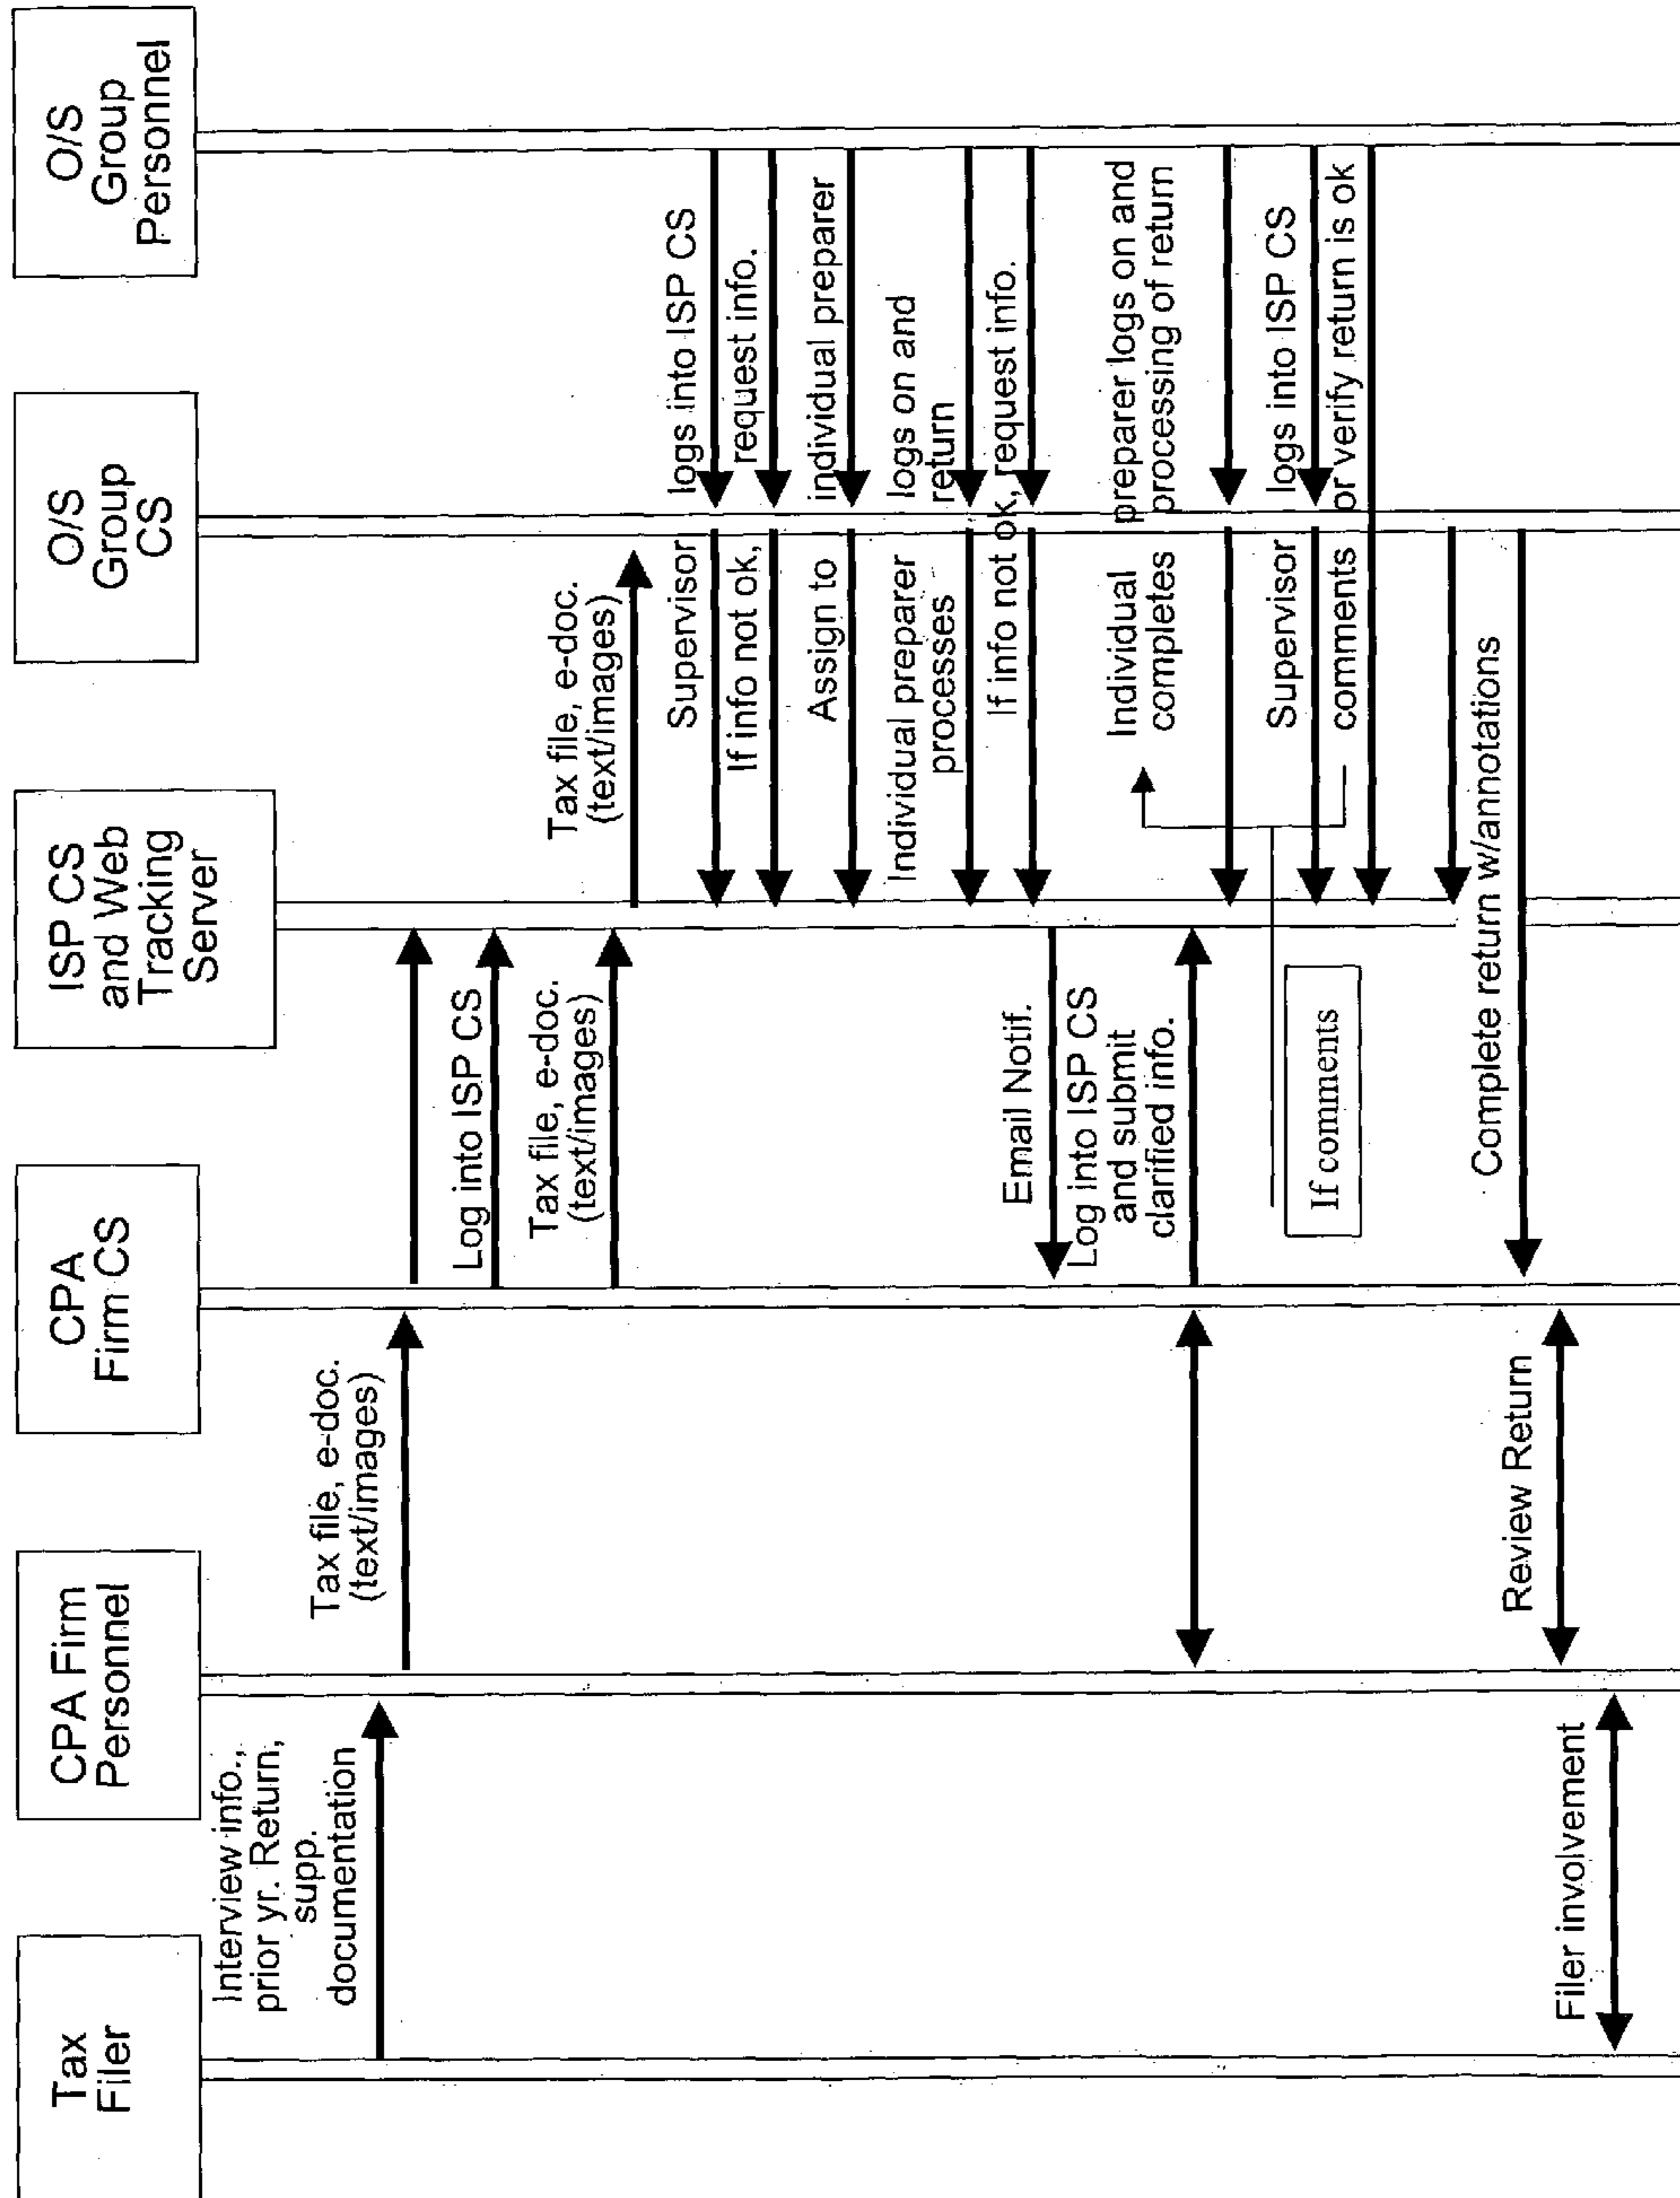 Tax
Filer
CPA Firm
Personnel
CPA
Firm CS
ISP CS
and Web
Tracking
Server
O/S
Group
CS
O/S
Group
Personnel
Interview info.,
prior yr. Return,
supp.
documentation
Tax file, e-doc.
(text/images)
Log into ISP CS
Tax file, e-doc.
(text/images)
Tax file, e-doc.
(text/images)
Supervisor logs into ISP CS
If info not ok, request info.
Assign to individual preparer
Individual preparer logs on and
processes return
If info not ok, request info.
Email Notif.
Log into ISP CS
and submit
clarified info.
Individual preparer logs on and
completes processing of return
Supervisor logs into ISP CS
comments or verify return is ok
If comments
Complete return w/annotations
Review Return
Filer involvement